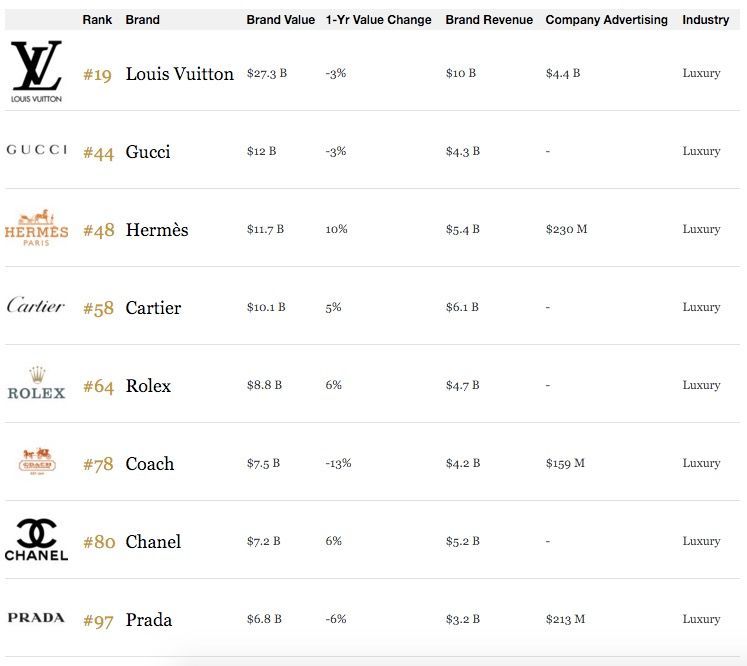 Rank Brand Brand Value 1-Yr Value Change Brand Revenue Company Advertising Industry
LV
LOUIS VUITTON
#19 Louis Vuitton $27.3 B -3% $10 B $4.4 B Luxury
GUCCI #44 Gucci $12 B -3% $4.3 B - Luxury
HERMÈS
PARIS
#48 Hermès $11.7 B 10% $5.4 B $230 M Luxury
Cartier #58 Cartier $10.1 B 5% $6.1 B - Luxury
ROLEX #64 Rolex $8.8 B 6% $4.7 B - Luxury
COACH
#78 Coach $7.5 B -13% $4.2 B $159 M Luxury
CHANEL
#80 Chanel $7.2 B 6% $5.2 B - Luxury
PRADA #97 Prada $6.8 B -6% $3.2 B $213 M Luxury